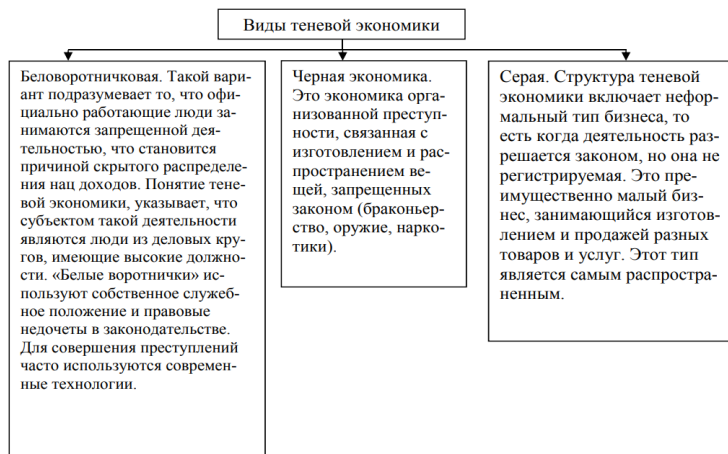 Виды теневой экономики
Беловоротничковая. Такой вари-
ант подразумевает то, что офи-
циально работающие люди за-
нимаются запрещенной дея-
тельностью, что становится
причиной скрытого распределе-
ния нац доходов. Понятие тене-
вой экономики, указывает, что
субъектом такой деятельности
являются люди из деловых кру-
гов, имеющие высокие должно-
сти. «Белые воротнички» ис-
пользуют собственное служеб-
ное положение и правовые
недочеты в законодательстве.
Для совершения преступлений
часто используются современ-
ные технологии.
Черная экономика.
Это экономика орга-
низованной преступ-
ности, связанная с
изготовлением и рас-
пространением ве-
щей, запрещенных
законом (браконьер-
ство, оружие, нарко-
тики).
Серая. Структура теневой
экономики включает нефор-
мальный тип бизнеса, то
есть когда деятельность раз-
решается законом, но она не
регистрируемая. Это пре-
имущественно малый биз-
нес, занимающийся изготов-
лением и продажей разных
товаров и услуг. Этот тип
является самым распростра-
ненным.